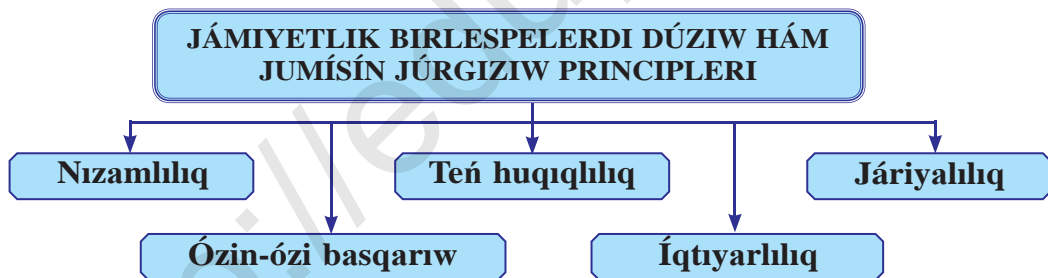 JÁMIYETLIK BIRLESPELERDI DÚZIW HÁM
JUMÍSÍN JÚRGIZIW PRINCIPLERI
Nızamlılıq
Teń huqıqlılıq
Járiyalılıq
Ózin-ózi basqarıw
Íqtıyarlılıq